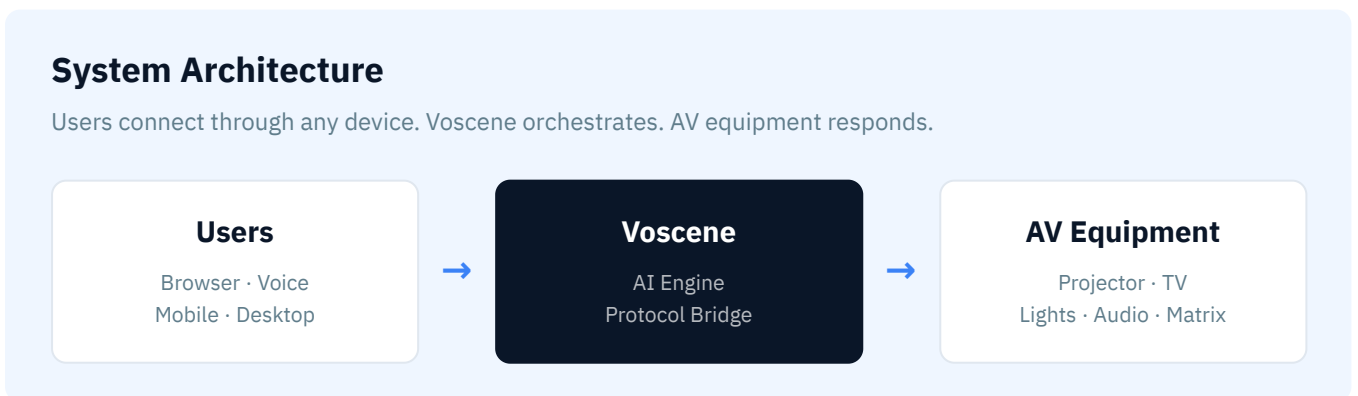 System Architecture
Users connect through any device. Voscene orchestrates. AV equipment responds.
Users
Browser · Voice
Mobile · Desktop
→
Voscene
AI Engine
Protocol Bridge
→
AV Equipment
Projector · TV
Lights · Audio · Matrix